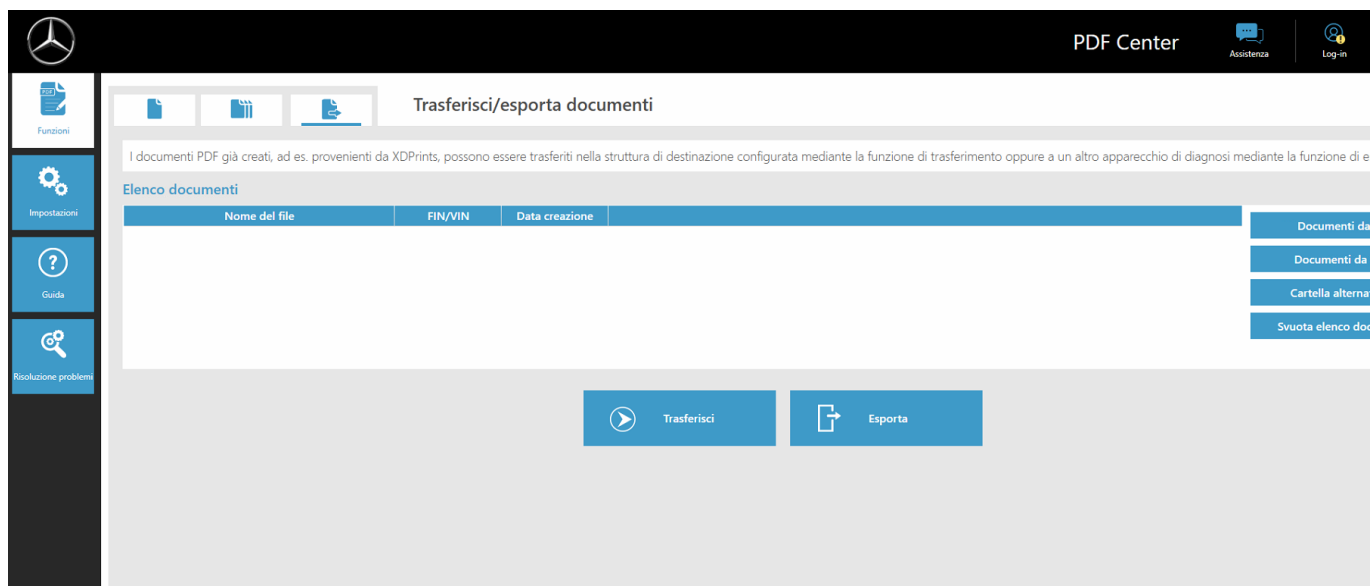 PDF Center
Assistenza
Log-in
PDF
Funzioni
Trasferisci/esporta documenti
I documenti PDF già creati, ad es. provenienti da XDPrints, possono essere trasferiti nella struttura di destinazione configurata mediante la funzione di trasferimento oppure a un altro apparecchio di diagnosi mediante la funzione di e
Impostazioni
Elenco documenti
Nome del file FIN/VIN Data creazione
Documenti da
Documenti da
Cartella alterna
Svuota elenco do
Guida
Risoluzione problemi
Trasferisci
Esporta